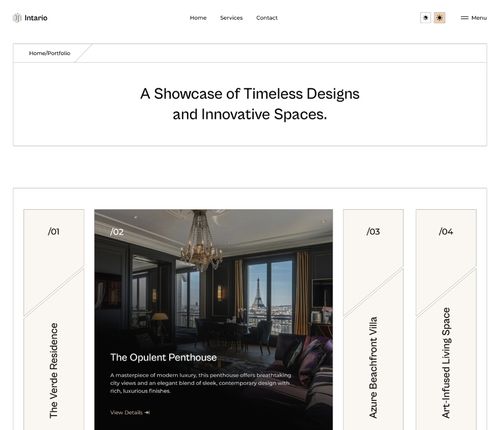 Intario
Home
Services
Contact
Menu
Home/Portfolio
A Showcase of Timeless Designs
and Innovative Spaces.
/01
The Verde Residence
/02
The Opulent Penthouse
A masterpiece of modern luxury, this penthouse offers breathtaking
city views and an elegant blend of sleek, contemporary design with
rich, luxurious finishes.
View Details
/03
Azure Beachfront Villa
/04
Art-Infused Living Space